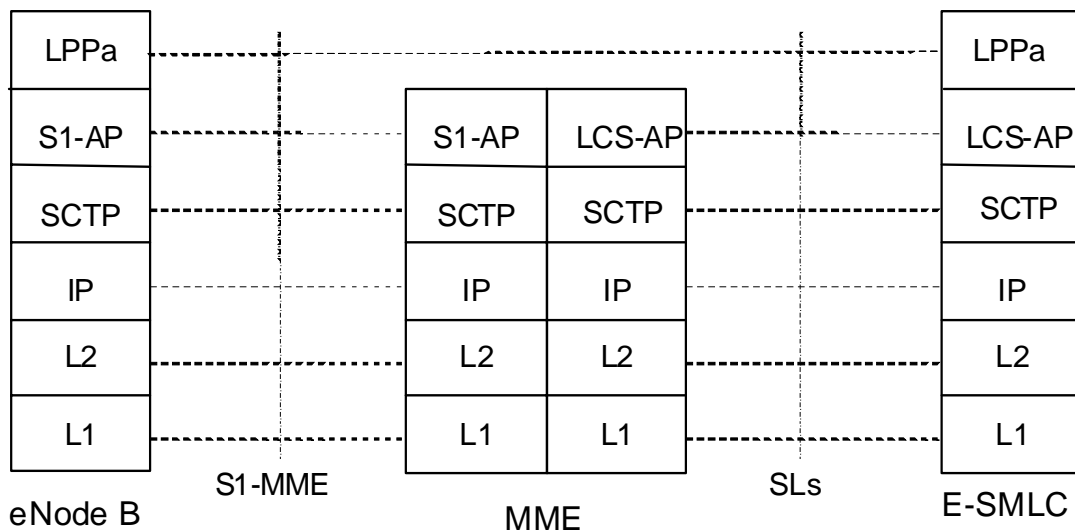 LPPa LPPa
S1-AP S1-AP LCS-AP LCS-AP
SCTP SCTP SCTP SCTP
IP IP IP IP
L2 L2 L2 L2
L1 L1 L1 L1
S1-MME SLs
eNode B MME E-SMLC